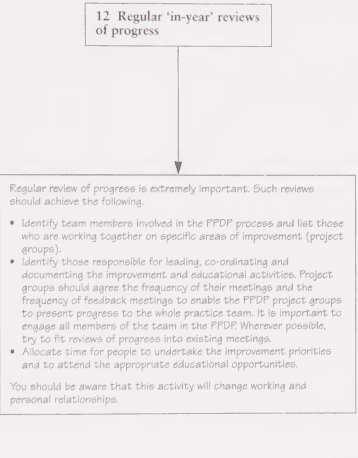 12 Regular ‘in-year’ reviews
of progress
Regular review of progress is extremely important. Such reviews
should achieve the following.
• Identify team members involved in the PPDP process and list those
who are working together on specific areas of improvement (project
groups).
• Identify those responsible for leading, co-ordinating and
documenting the improvement and educational activities. Project
groups should agree the frequency of their meetings and the
frequency of feedback meetings to enable the PPDP project groups
to present progress to the whole practice team. It is important to
engage all members of the team in the PPDP. Wherever possible,
try to fit reviews of progress into existing meetings.
• Allocate time for people to undertake the improvement priorities
and to attend the appropriate educational opportunities.
You should be aware that this activity will change working and
personal relationships.